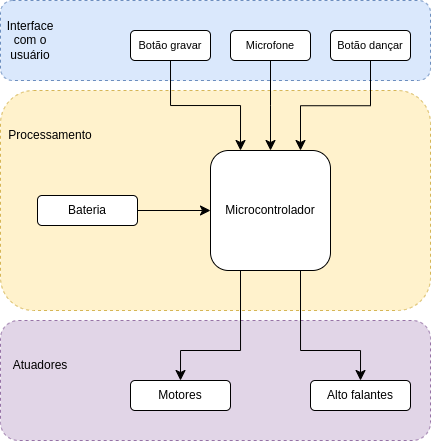 Interface
com o
usuário
Botão gravar
Microfone
Botão dançar
Processamento
Bateria
Microcontrolador
Atuadores
Motores
Alto falantes